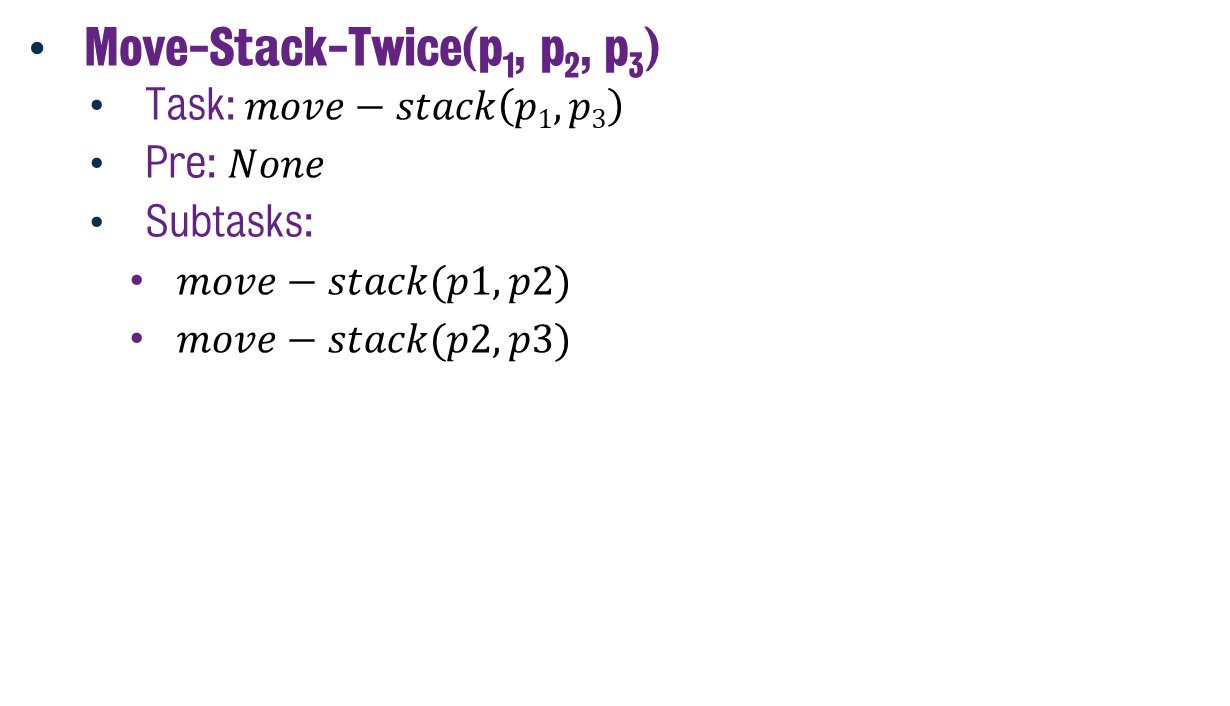 • Move-Stack-Twice(p₁, p₂, p₃)
• Task: move − stack(p₁, p₃)
• Pre: None
• Subtasks:
• move − stack(p1, p2)
• move − stack(p2, p3)